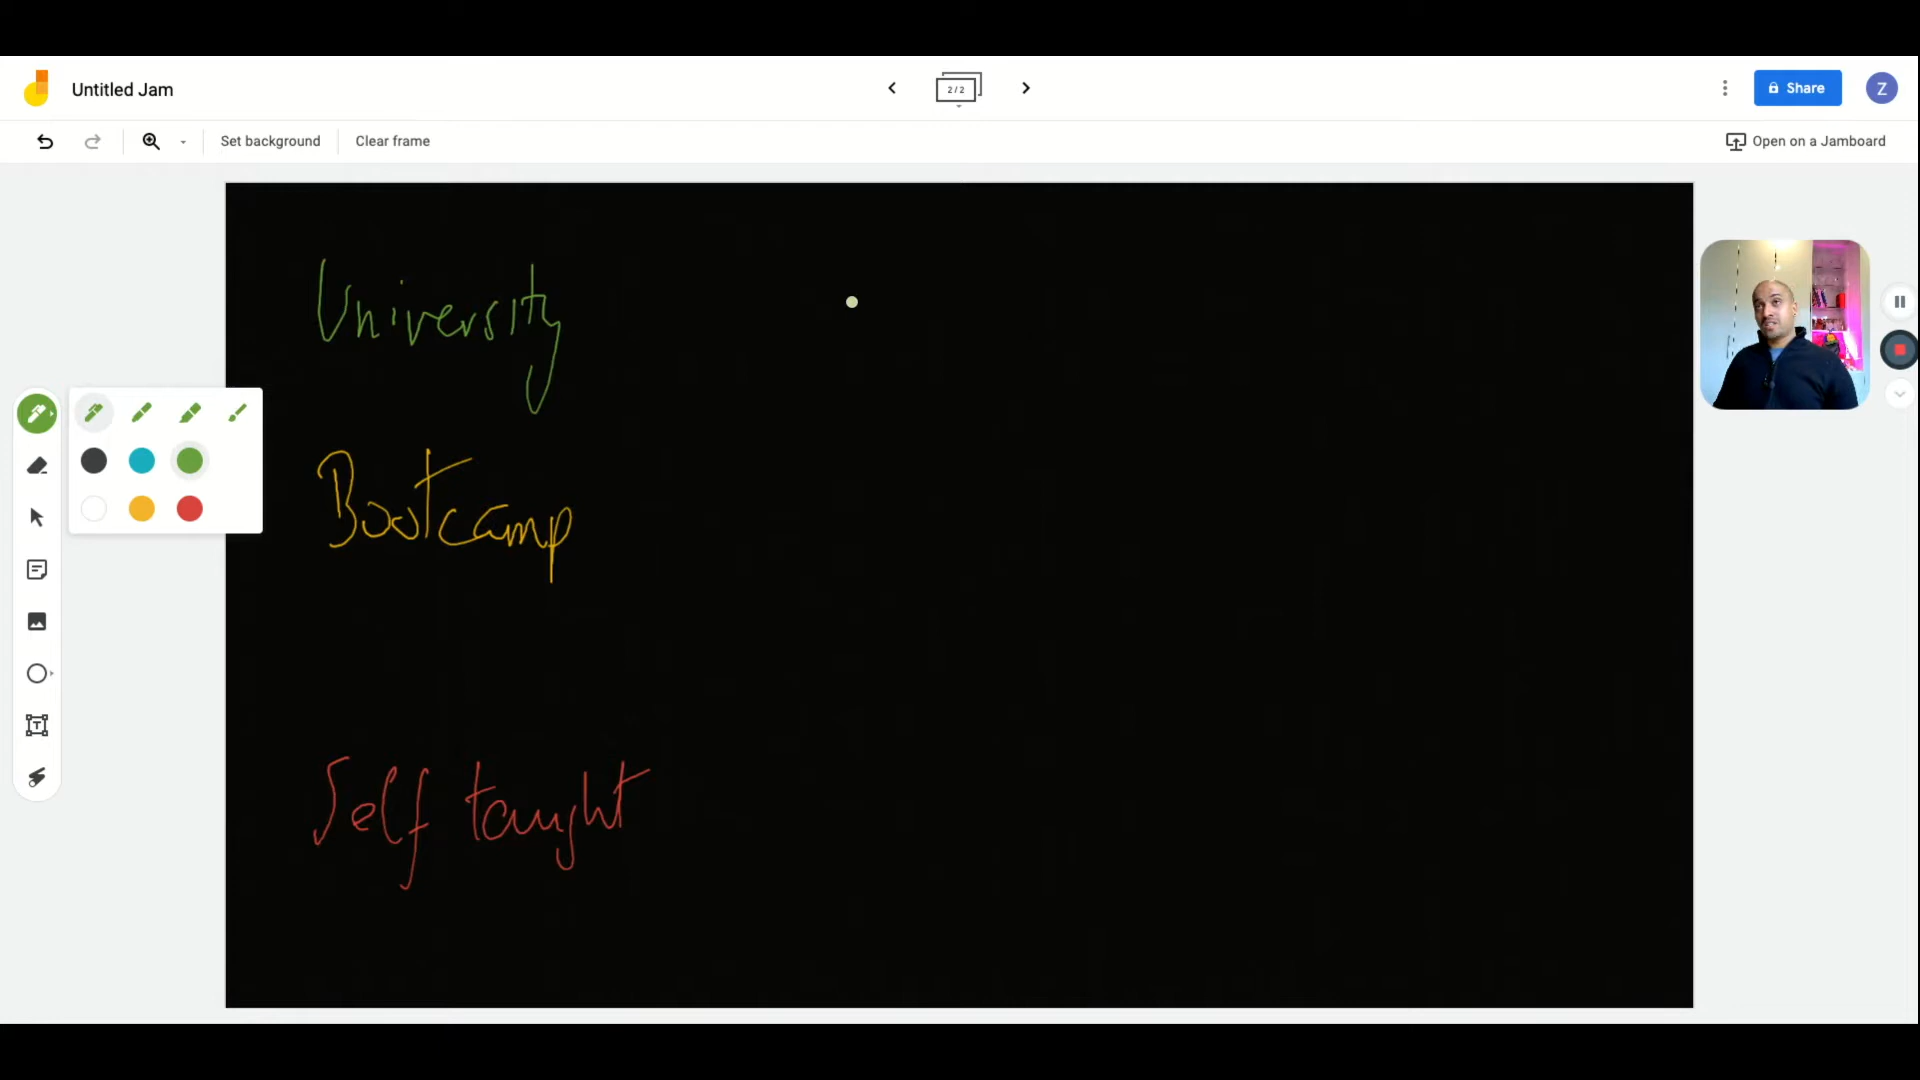 Untitled Jam
2 / 2
Share
Z
Set background
Clear frame
Open on a Jamboard
University
Bootcamp
Self taught